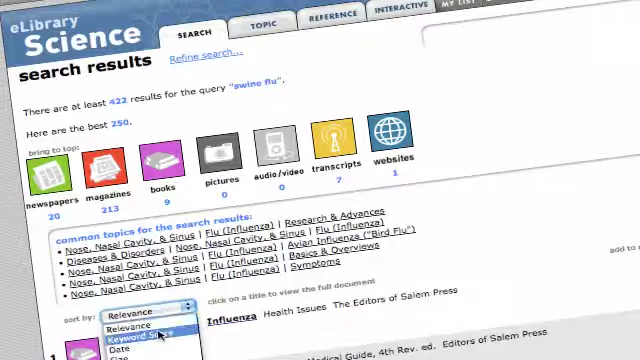 eLibrary
Science
SEARCH
TOPIC
REFERENCE
INTERACTIVE
MY LIST
search results
Refine search...
There are at least 422 results for the query "swine flu".
Here are the best 250.
bring to top:
newspapers
magazines
books
pictures
audio/video
transcripts
websites
20
213
9
0
0
7
1
common topics for the search results:
• Nose, Nasal Cavity, & Sinus | Flu (Influenza) | Research & Advances
• Diseases & Disorders | Nose, Nasal Cavity, & Sinus | Flu (Influenza)
• Nose, Nasal Cavity, & Sinus | Flu (Influenza) | Avian Influenza ("Bird Flu")
• Nose, Nasal Cavity, & Sinus | Flu (Influenza) | Basics & Overviews
• Nose, Nasal Cavity, & Sinus | Flu (Influenza) | Symptoms
sort by:
Relevance
click on a title to view the full document
add to
Relevance
Keyword
Date
Size
1
Influenza Health Issues The Editors of Salem Press
Medical Guide, 4th Rev. ed. Editors of Salem Press